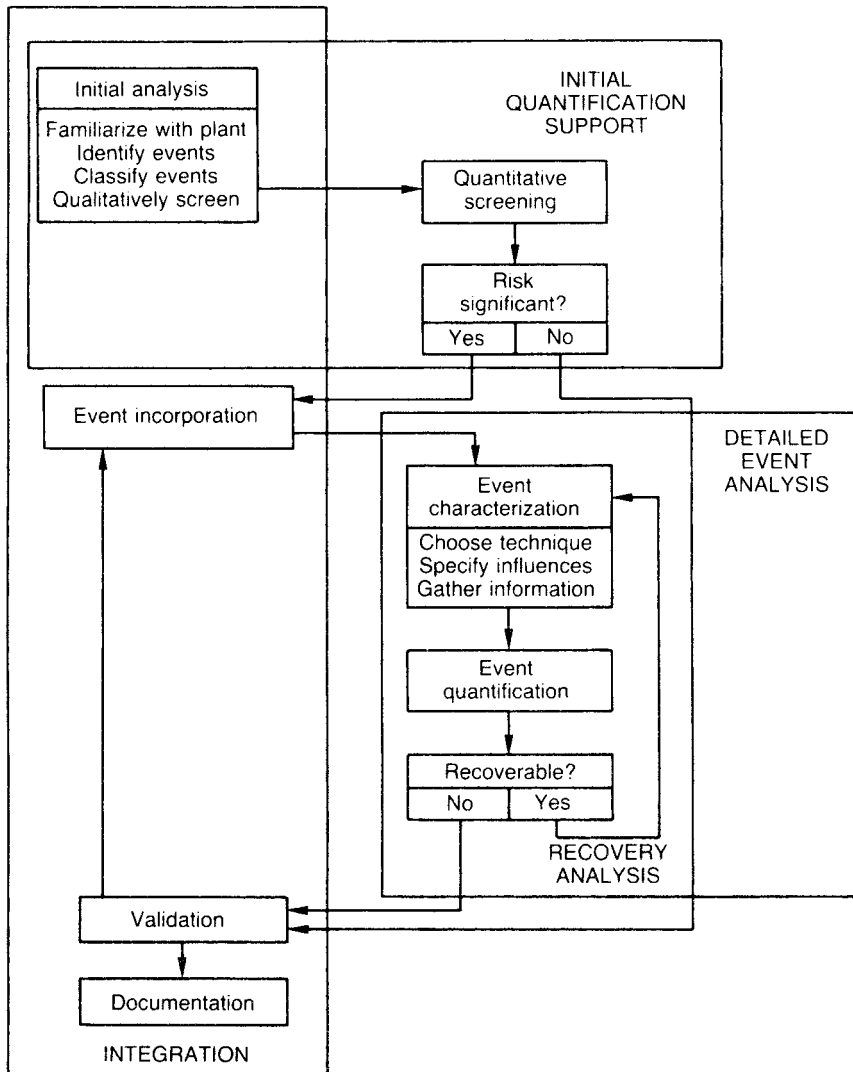 Initial analysis
Familiarize with plant
Identify events
Classify events
Qualitatively screen
INITIAL
QUANTIFICATION
SUPPORT
Quantitative
screening
Risk
significant?
Yes
No
Event incorporation
DETAILED
EVENT
ANALYSIS
Event
characterization
Choose technique
Specify influences
Gather information
Event
quantification
Recoverable?
No
Yes
RECOVERY
ANALYSIS
Validation
Documentation
INTEGRATION